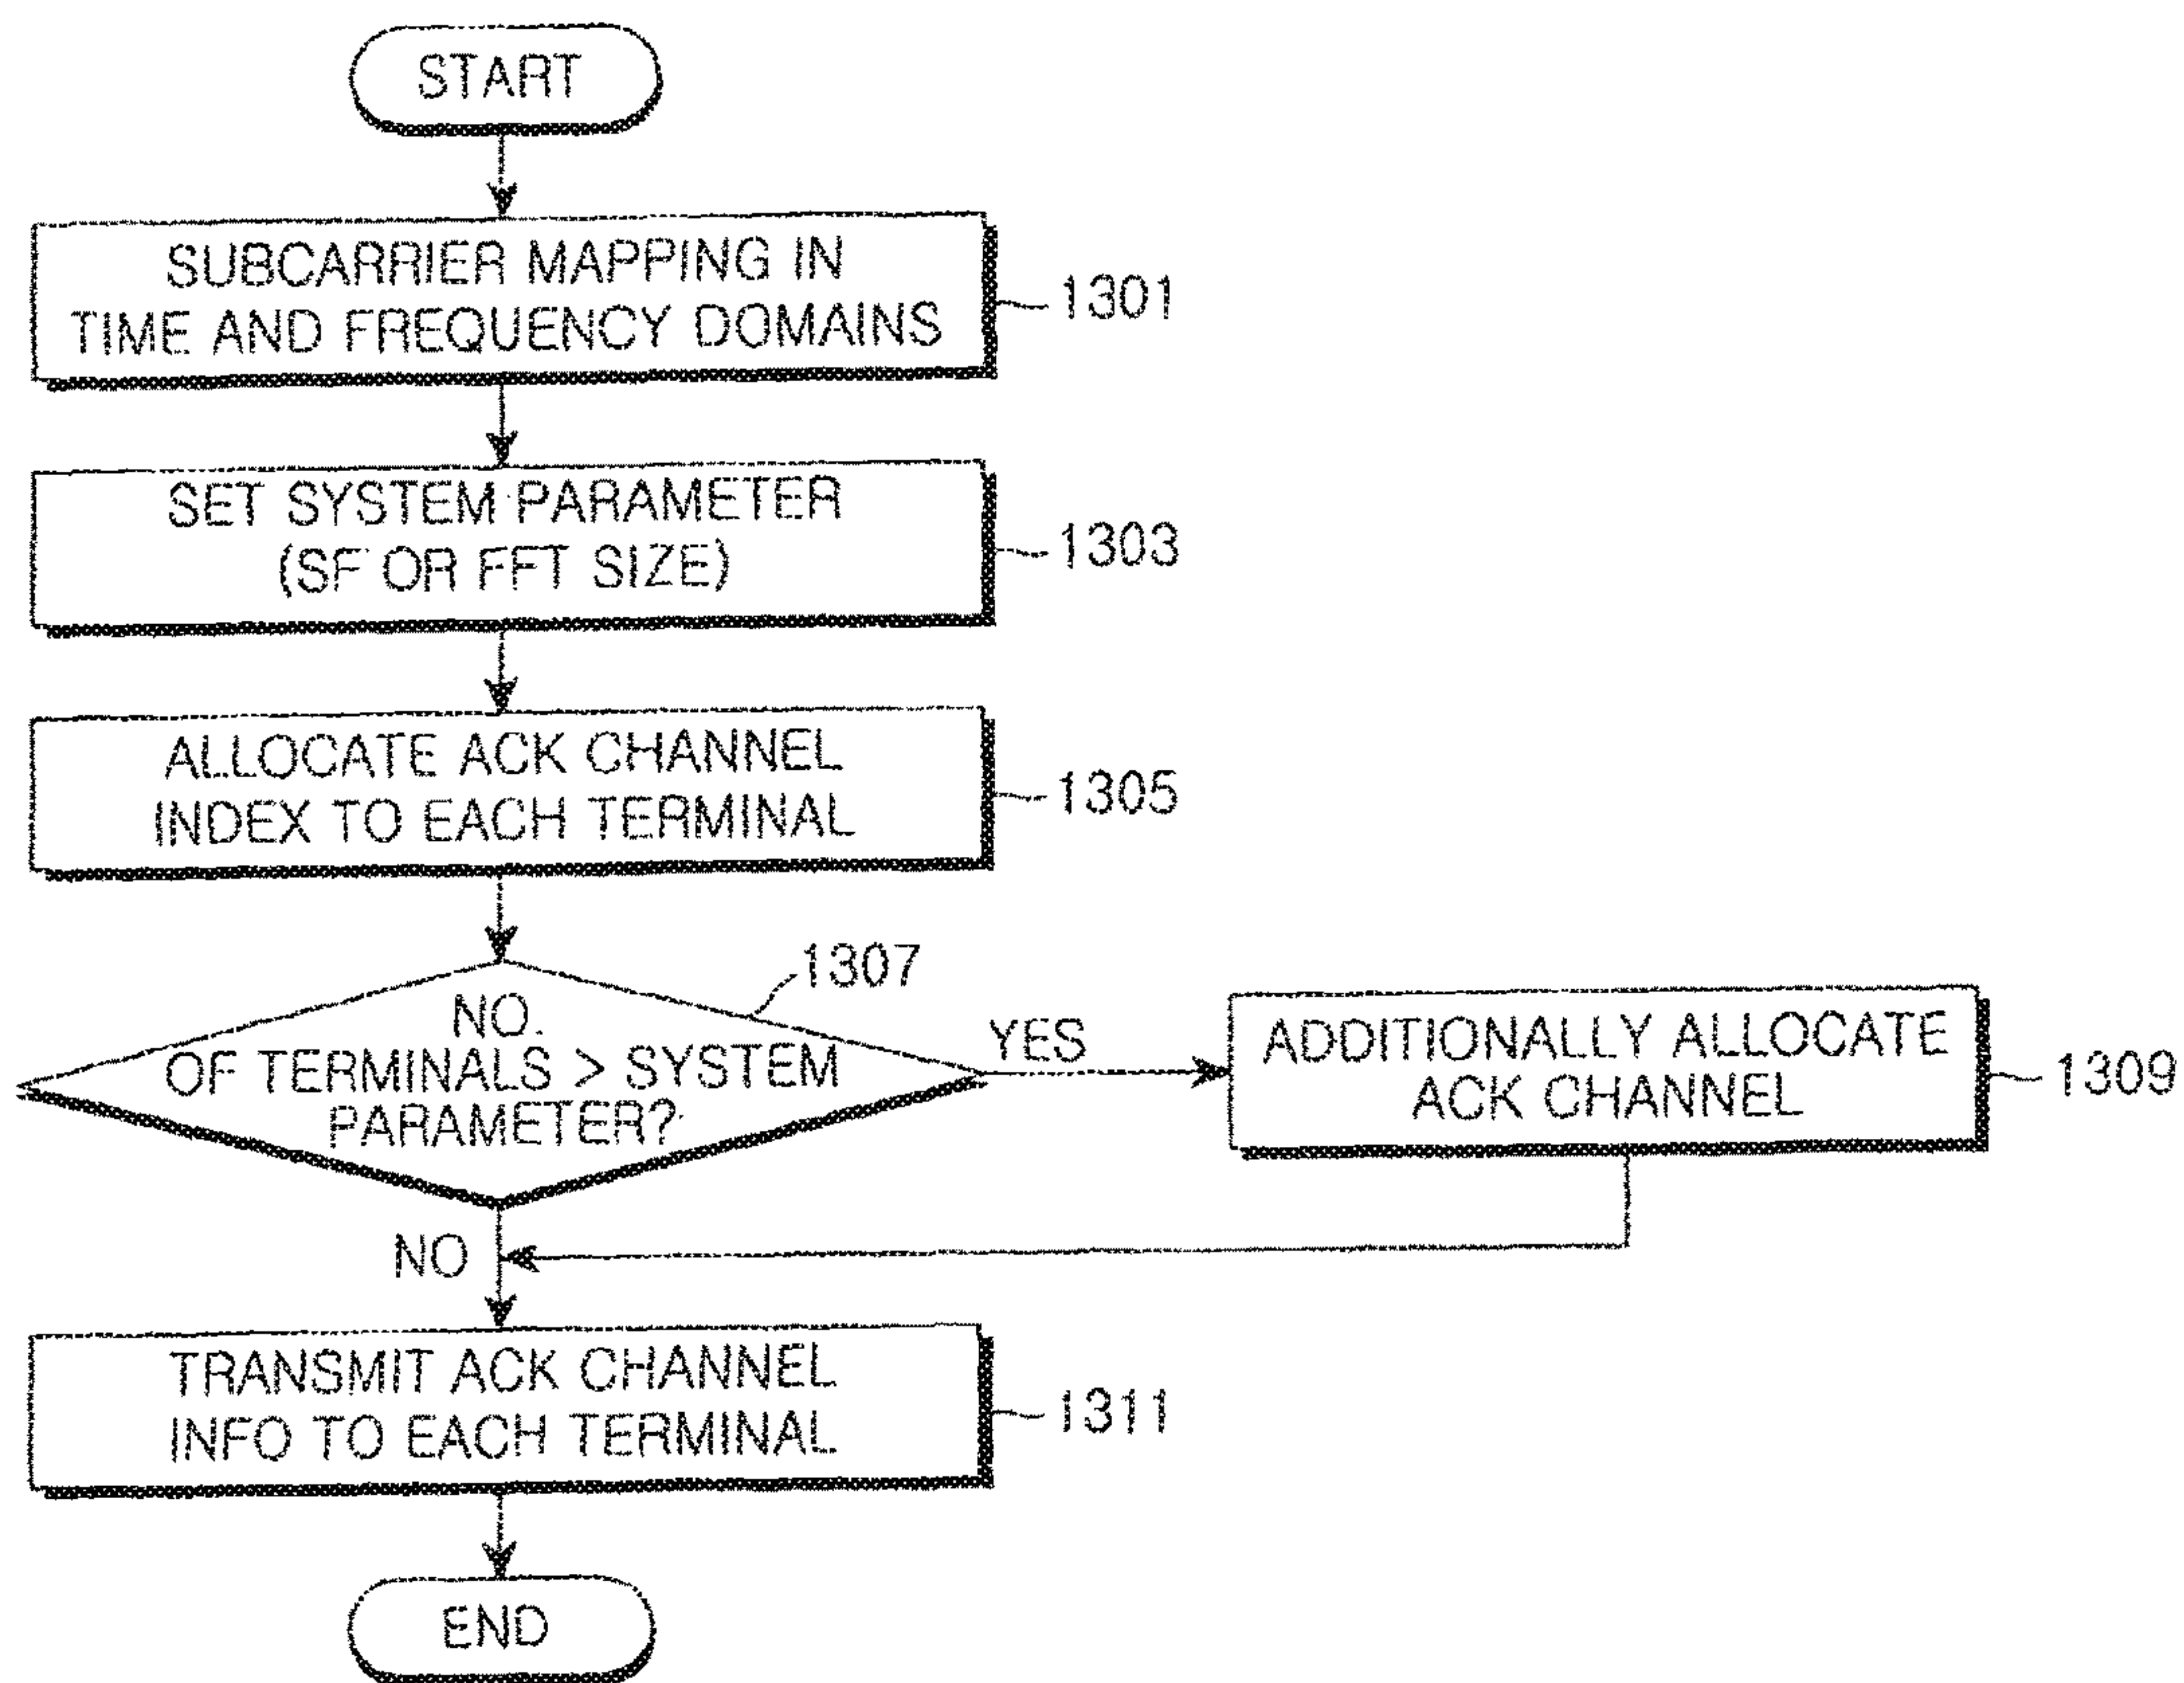 START
SUBCARRIER MAPPING IN
TIME AND FREQUENCY DOMAINS
1301
SET SYSTEM PARAMETER
(SF OR FFT SIZE)
1303
ALLOCATE ACK CHANNEL
INDEX TO EACH TERMINAL
1305
1307
NO.
OF TERMINALS > SYSTEM
PARAMETER?
YES
ADDITIONALLY ALLOCATE
ACK CHANNEL
1309
NO
TRANSMIT ACK CHANNEL
INFO TO EACH TERMINAL
1311
END